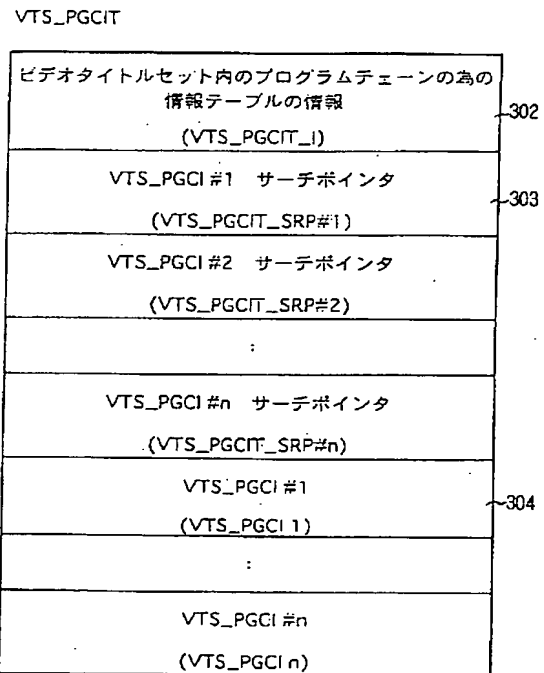 VTS_PGCIT
ビデオタイトルセット内のプログラムチェーンの為の
情報テーブルの情報
(VTS_PGCIT_I)
302
VTS_PGCI #1 サーチポインタ
(VTS_PGCIT_SRP#1)
303
VTS_PGCI #2 サーチポインタ
(VTS_PGCIT_SRP#2)
:
VTS_PGCI #n サーチポインタ
(VTS_PGCIT_SRP#n)
VTS_PGCI #1
(VTS_PGCI 1)
304
:
VTS_PGCI #n
(VTS_PGCI n)